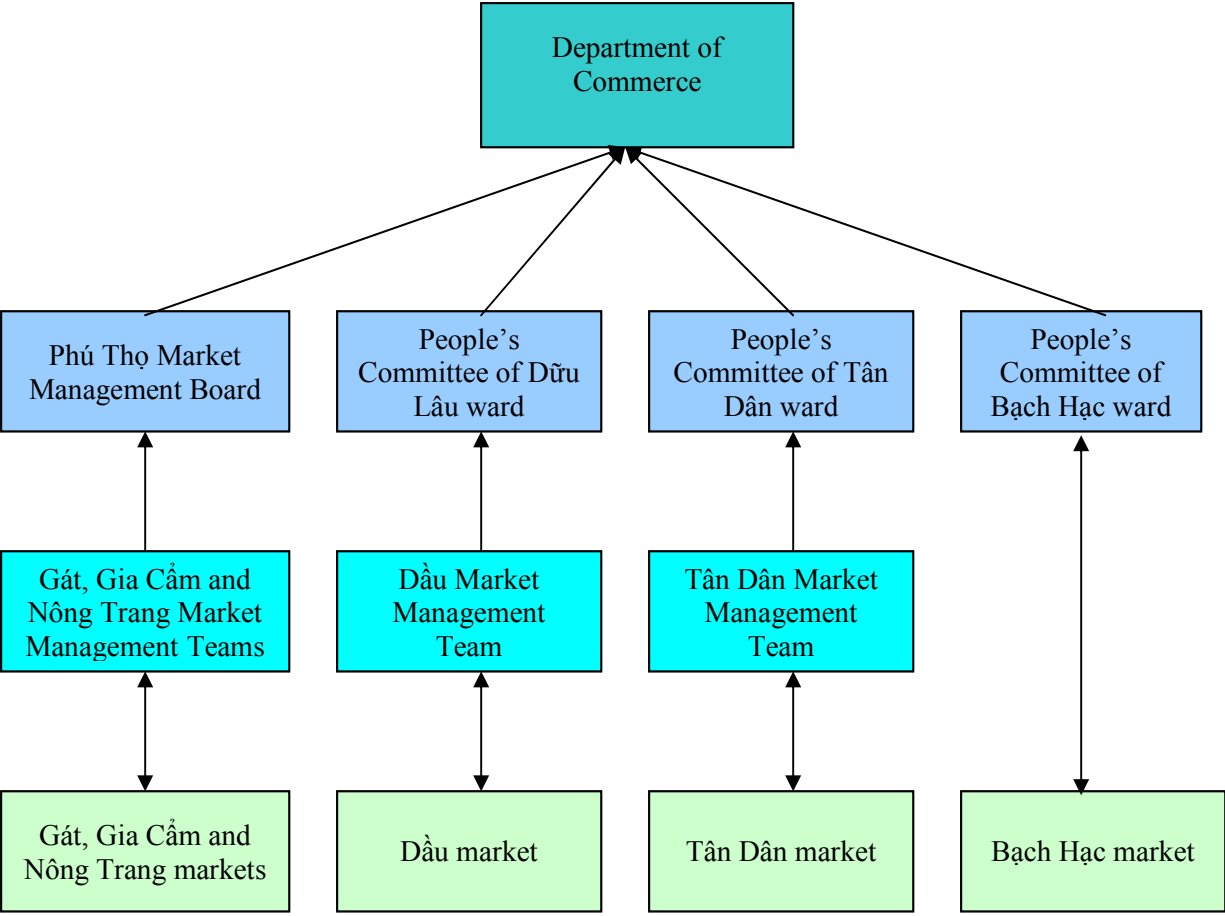 Department of
Commerce
Phú Thọ Market
Management Board
People’s
Committee of Dữu
Lâu ward
People’s
Committee of Tân
Dân ward
People’s
Committee of
Bạch Hạc ward
Gát, Gia Cẩm and
Nông Trang Market
Management Teams
Dầu Market
Management
Team
Tân Dân Market
Management
Team
Gát, Gia Cẩm and
Nông Trang markets
Dầu market
Tân Dân market
Bạch Hạc market